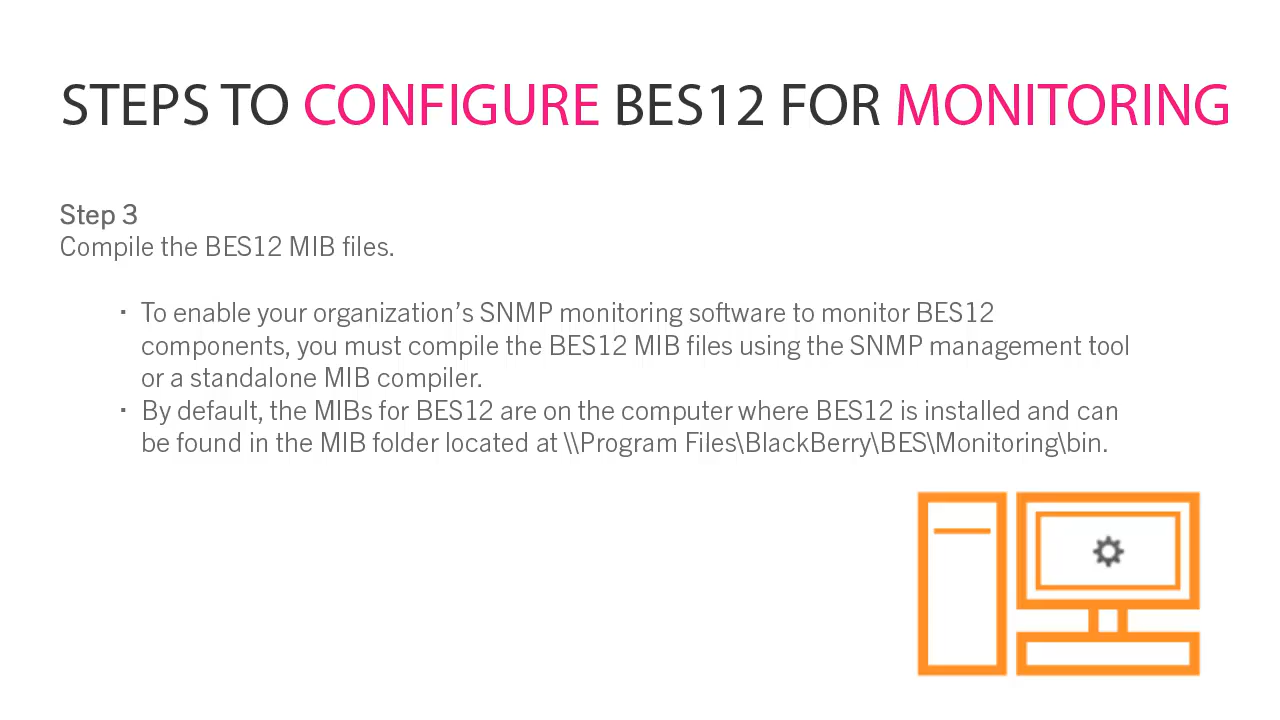 STEPS TO CONFIGURE BES12 FOR MONITORING
Step 3
Compile the BES12 MIB files.
· To enable your organization’s SNMP monitoring software to monitor BES12
components, you must compile the BES12 MIB files using the SNMP management tool
or a standalone MIB compiler.
· By default, the MIBs for BES12 are on the computer where BES12 is installed and can
be found in the MIB folder located at \\Program Files\BlackBerry\BES\Monitoring\bin.